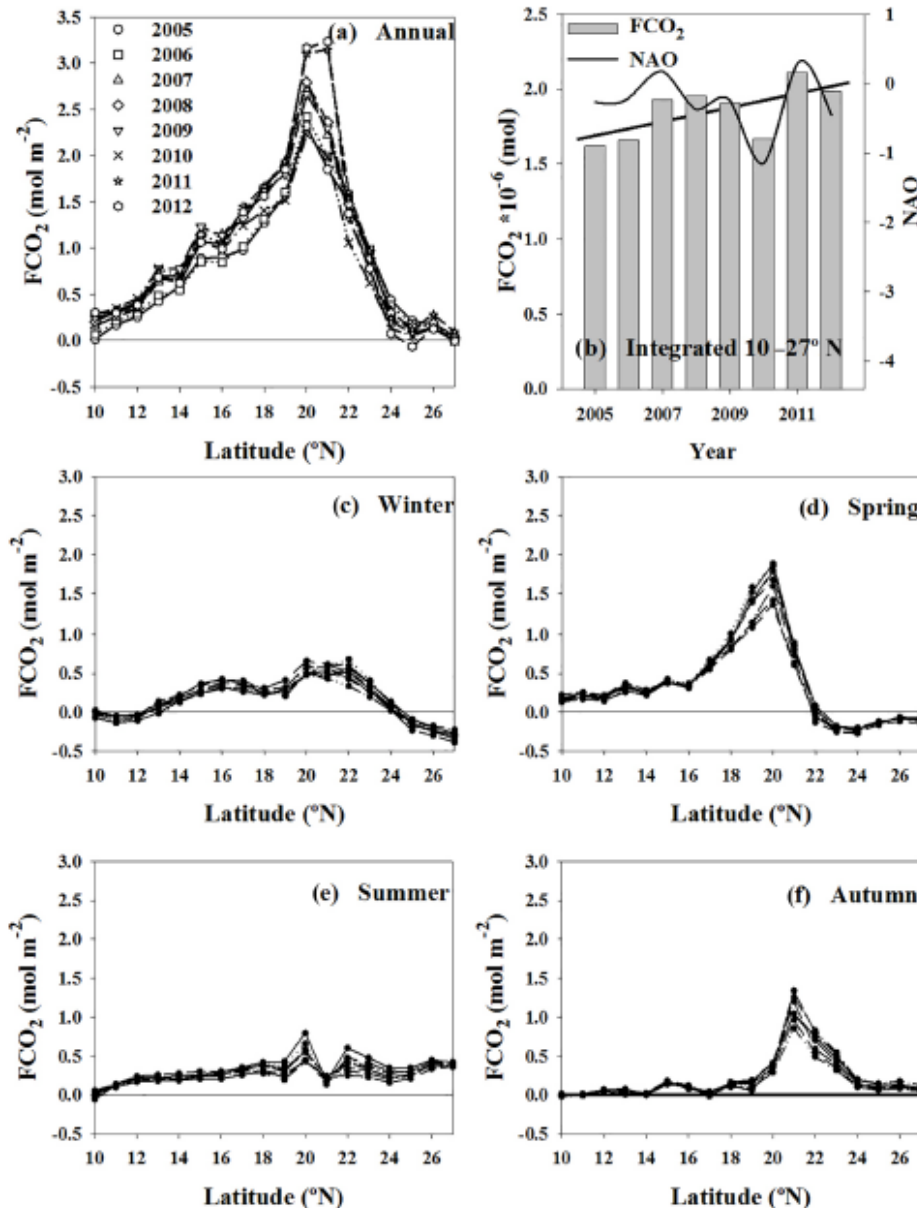 (a) Annual
3.5
3.0
2.5
2.0
1.5
1.0
0.5
0.0
-0.5
FCO2 (mol m-2)
2005
2006
2007
2008
2009
2010
2011
2012
10 12 14 16 18 20 22 24 26
Latitude (ºN)
2.5
2.0
1.5
1.0
0.5
0.0
FCO2 *10-6 (mol)
FCO2
NAO
1
0
-1
-2
-3
-4
NAO
(b) Integrated 10 –27º N
2005 2007 2009 2011
Year
(c) Winter
3.0
2.5
2.0
1.5
1.0
0.5
0.0
-0.5
FCO2 (mol m-2)
10 12 14 16 18 20 22 24 26
Latitude (ºN)
(d) Spring
3.0
2.5
2.0
1.5
1.0
0.5
0.0
-0.5
FCO2 (mol m-2)
10 12 14 16 18 20 22 24 26
Latitude (ºN)
(e) Summer
3.0
2.5
2.0
1.5
1.0
0.5
0.0
-0.5
FCO2 (mol m-2)
10 12 14 16 18 20 22 24 26
Latitude (ºN)
(f) Autumn
3.0
2.5
2.0
1.5
1.0
0.5
0.0
-0.5
FCO2 (mol m-2)
10 12 14 16 18 20 22 24 26
Latitude (ºN)